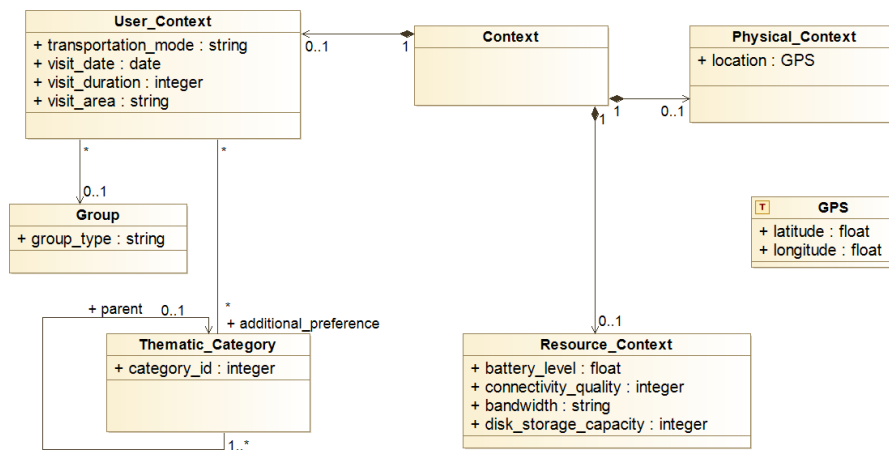 User_Context
+ transportation_mode : string
+ visit_date : date
+ visit_duration : integer
+ visit_area : string
0..1
1
Context
Physical_Context
+ location : GPS
1
1
0..1
*
*
0..1
Group
+ group_type : string
T
GPS
+ latitude : float
+ longitude : float
+ parent
0..1
*
+ additional_preference
0..1
Thematic_Category
+ category_id : integer
1..*
Resource_Context
+ battery_level : float
+ connectivity_quality : integer
+ bandwidth : string
+ disk_storage_capacity : integer